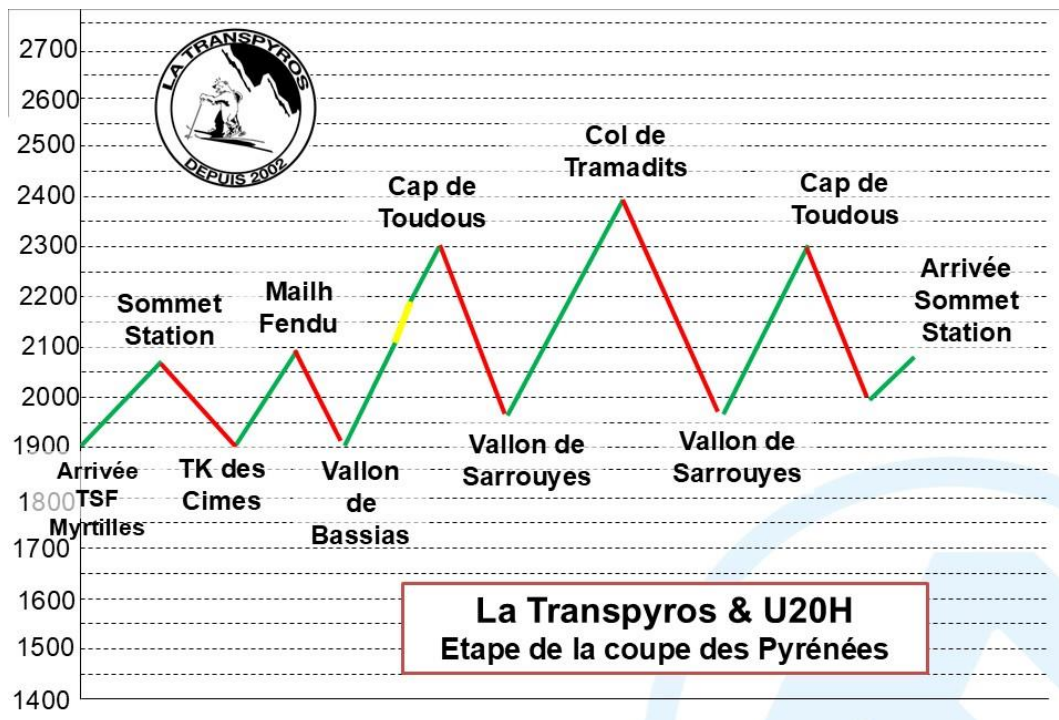 2700
2600
2500
2400
2300
2200
2100
2000
1900
1800
1700
1600
1500
1400
LA TRANSPYROS
DEPUIS 2002
Sommet
Station
Mailh
Fendu
Cap de
Toudous
Col de
Tramadits
Cap de
Toudous
Arrivée
Sommet
Station
Arrivée
TSF
Myrtilles
TK des
Cimes
Vallon
de
Bassias
Vallon de
Sarrouyes
Vallon de
Sarrouyes
La Transpyros & U20H
Etape de la coupe des Pyrénées